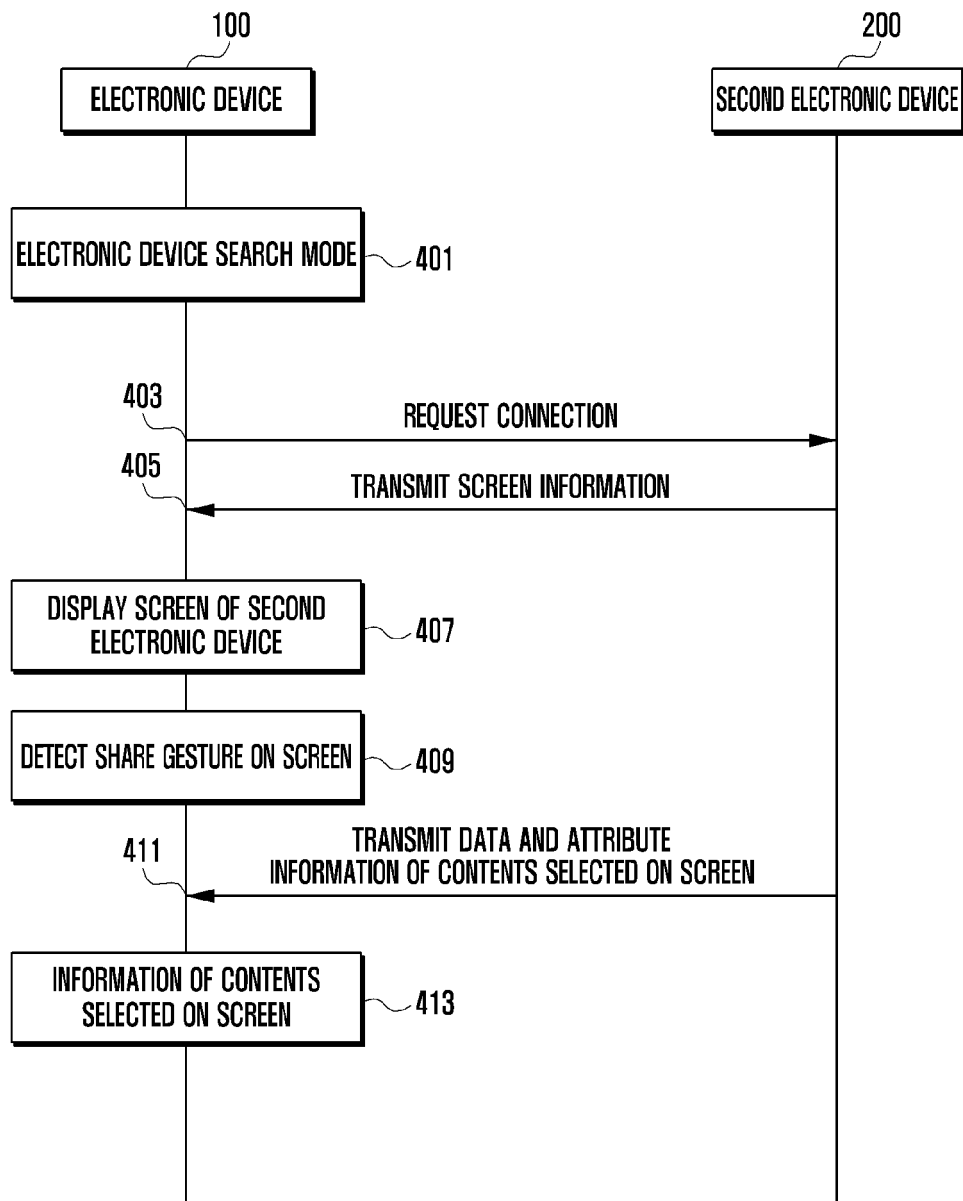 100
200
ELECTRONIC DEVICE
SECOND ELECTRONIC DEVICE
ELECTRONIC DEVICE SEARCH MODE
401
403
REQUEST CONNECTION
405
TRANSMIT SCREEN INFORMATION
DISPLAY SCREEN OF SECOND
ELECTRONIC DEVICE
407
DETECT SHARE GESTURE ON SCREEN
409
411
TRANSMIT DATA AND ATTRIBUTE
INFORMATION OF CONTENTS SELECTED ON SCREEN
INFORMATION OF CONTENTS
SELECTED ON SCREEN
413